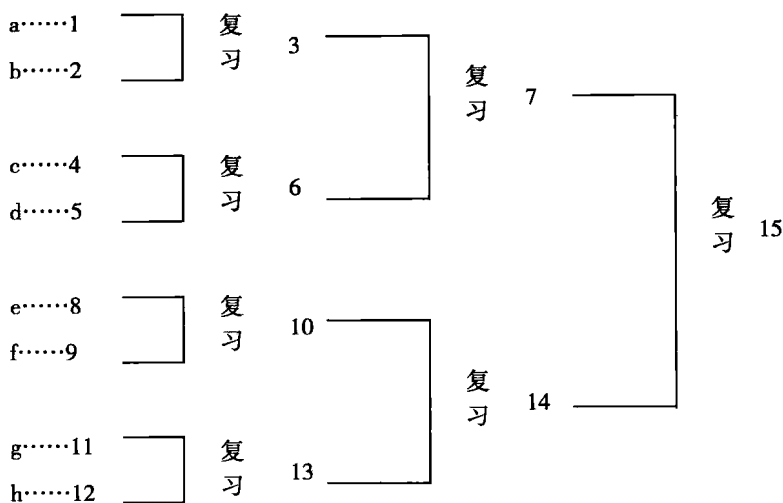 a……1
复习 3
b……2
复习 7
c……4
复习 6
d……5
复习 15
e……8
复习 10
f……9
复习 14
g……11
复习 13
h……12